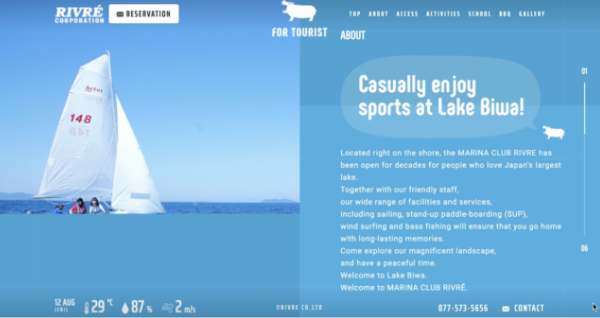 RIVRÉ
CORPORATION
RESERVATION
FOR TOURIST
TOP ABOUT ACCESS ACTIVITIES SCHOOL BBQ GALLERY
ABOUT
148
Casually enjoy
sports at Lake Biwa!
01
Located right on the shore, the MARINA CLUB RIVRE has
been open for decades for people who love Japan's largest
lake.
Together with our friendly staff,
our wide range of facilities and services,
including sailing, stand-up paddle-boarding (SUP),
wind surfing and bass fishing will ensure that you go home
with long-lasting memories.
Come explore our magnificent landscape,
and have a peaceful time.
Welcome to Lake Biwa.
Welcome to MARINA CLUB RIVRÉ.
06
12 AUG
(FRI)
29 ℃
87 %
2 m/s
©RIVRE CO.LTD
077-573-5656
CONTACT